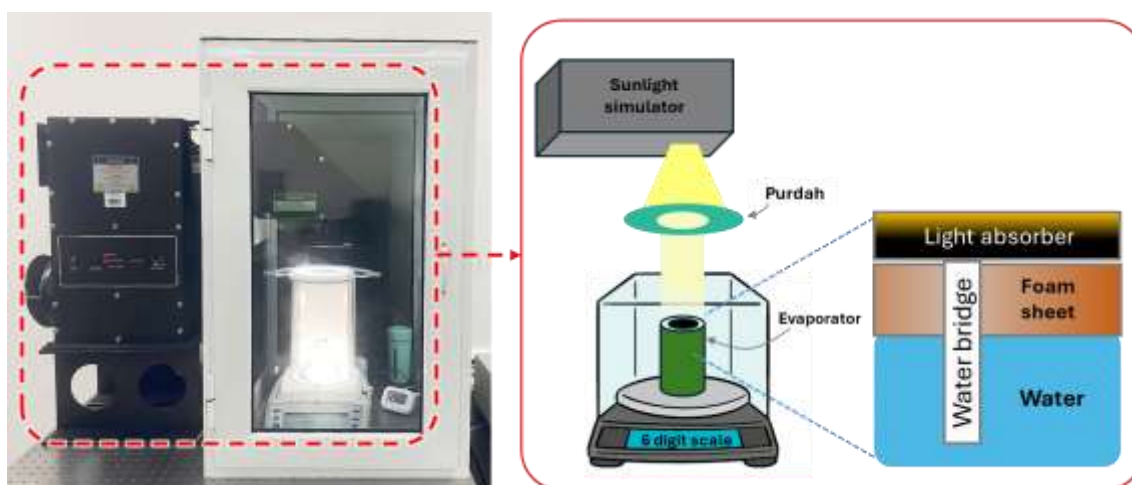 Sunlight
simulator
Purdah
Evaporator
6 digit scale
Light absorber
Foam
sheet
Water bridge
Water